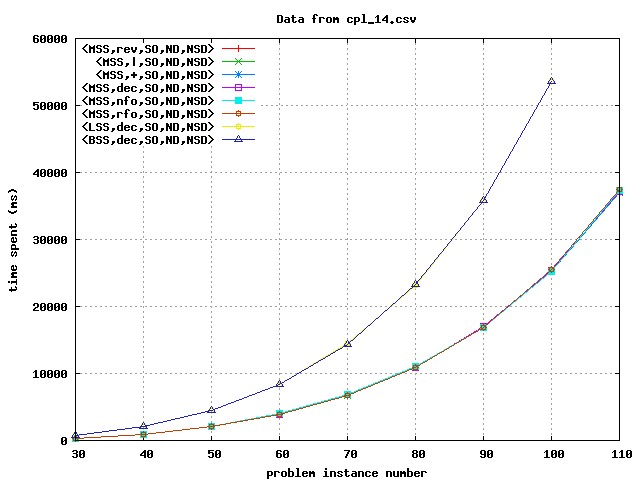 Data from cpl_14.csv
60000
50000
40000
30000
20000
10000
0
time spent (ms)
<MSS,rev,SO,ND,NSD>
<MSS,|,SO,ND,NSD>
<MSS,+,SO,ND,NSD>
<MSS,dec,SO,ND,NSD>
<MSS,nfo,SO,ND,NSD>
<MSS,rfo,SO,ND,NSD>
<LSS,dec,SO,ND,NSD>
<BSS,dec,SO,ND,NSD>
30 40 50 60 70 80 90 100 110
problem instance number